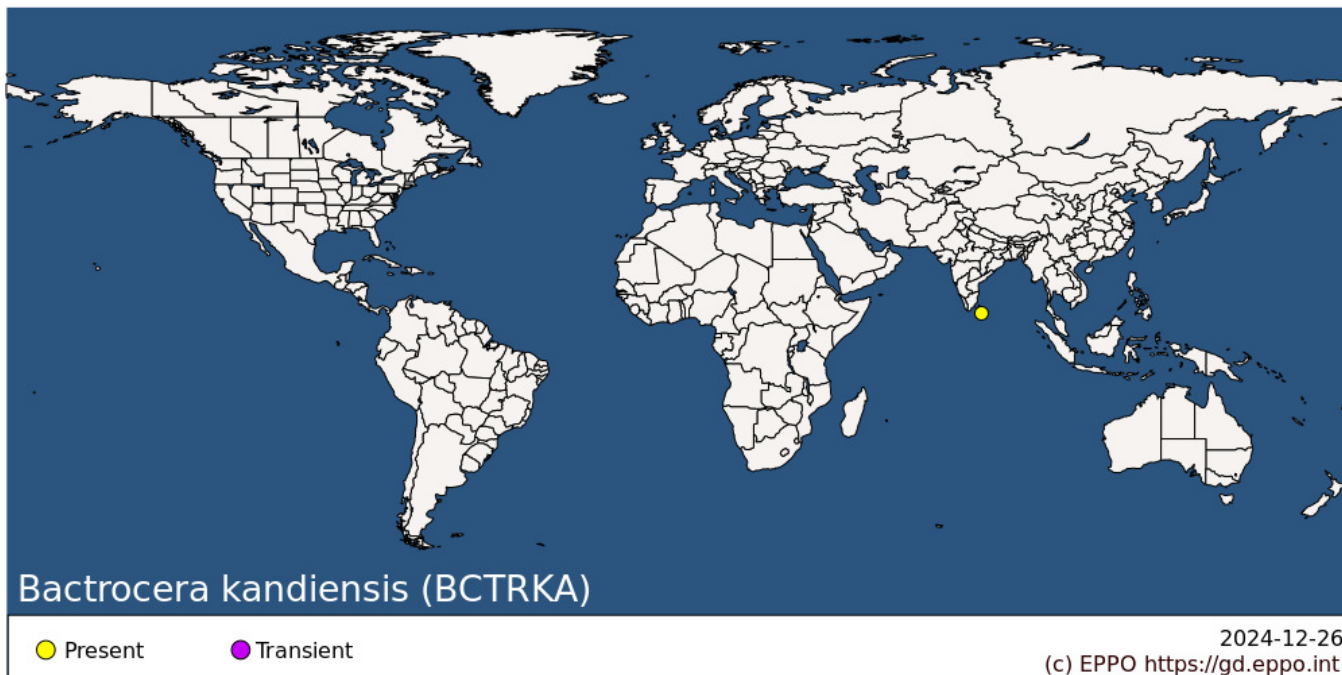 Bactrocera kandiensis (BCTRKA)
Present
Transient
2024-12-26
(c) EPPO https://gd.eppo.int